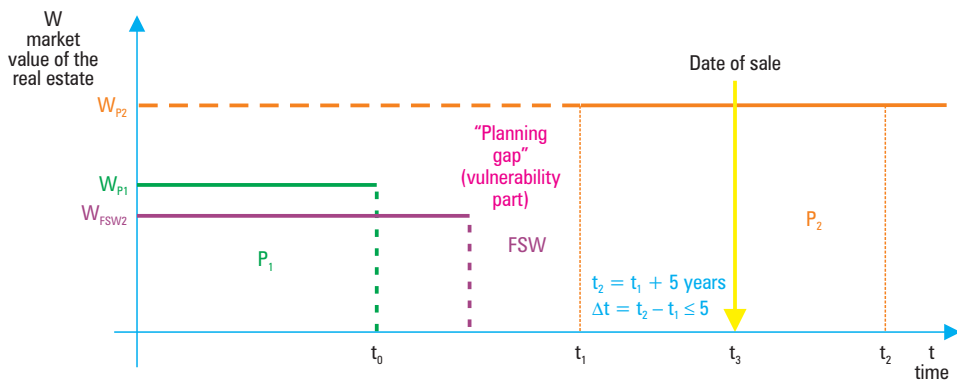 W
market
value of the
real estate
Date of sale
W_P2
"Planning
gap"
(vulnerability
part)
W_P1
W_FSW2
P_1
FSW
P_2
t_2 = t_1 + 5 years
Δt = t_2 – t_1 ≤ 5
t_0
t_1
t_3
t_2
t
time